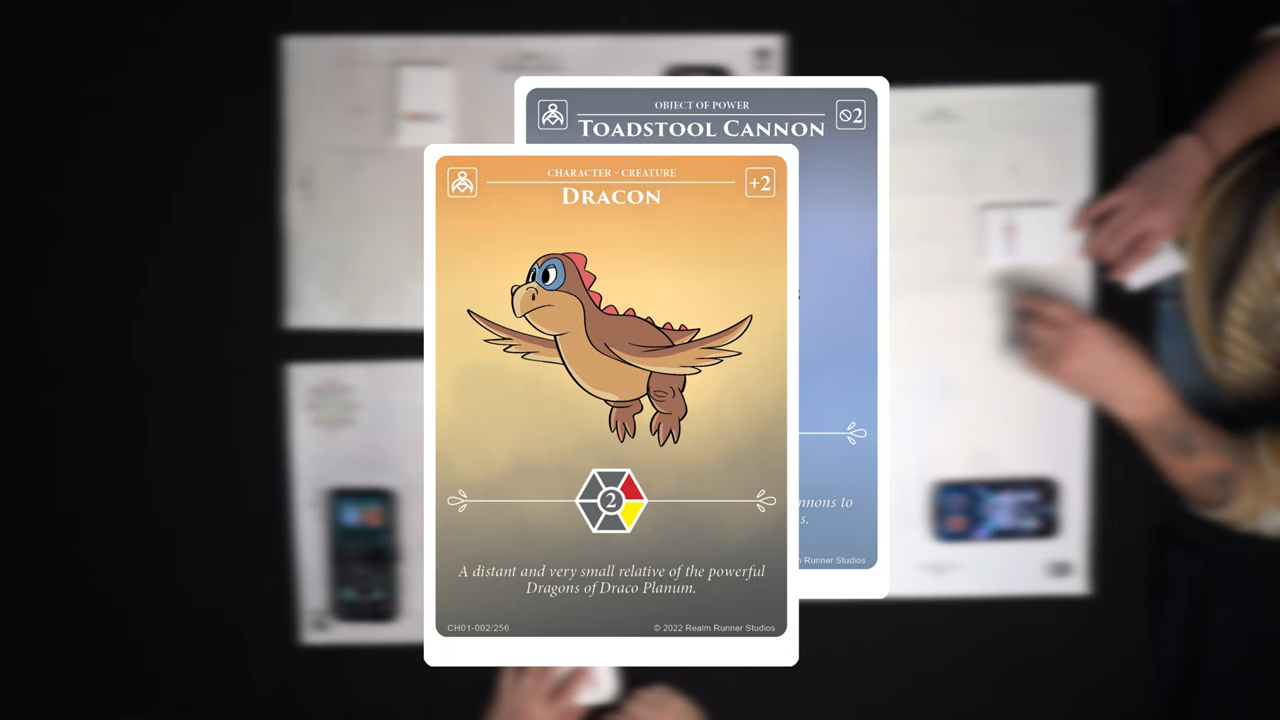 OBJECT OF POWER
TOADSTOOL CANNON
2
CHARACTER - CREATURE
DRACON
+2
2
nnons to
s.
A distant and very small relative of the powerful
Dragons of Draco Planum.
Runner Studios
CH01-002/256
© 2022 Realm Runner Studios